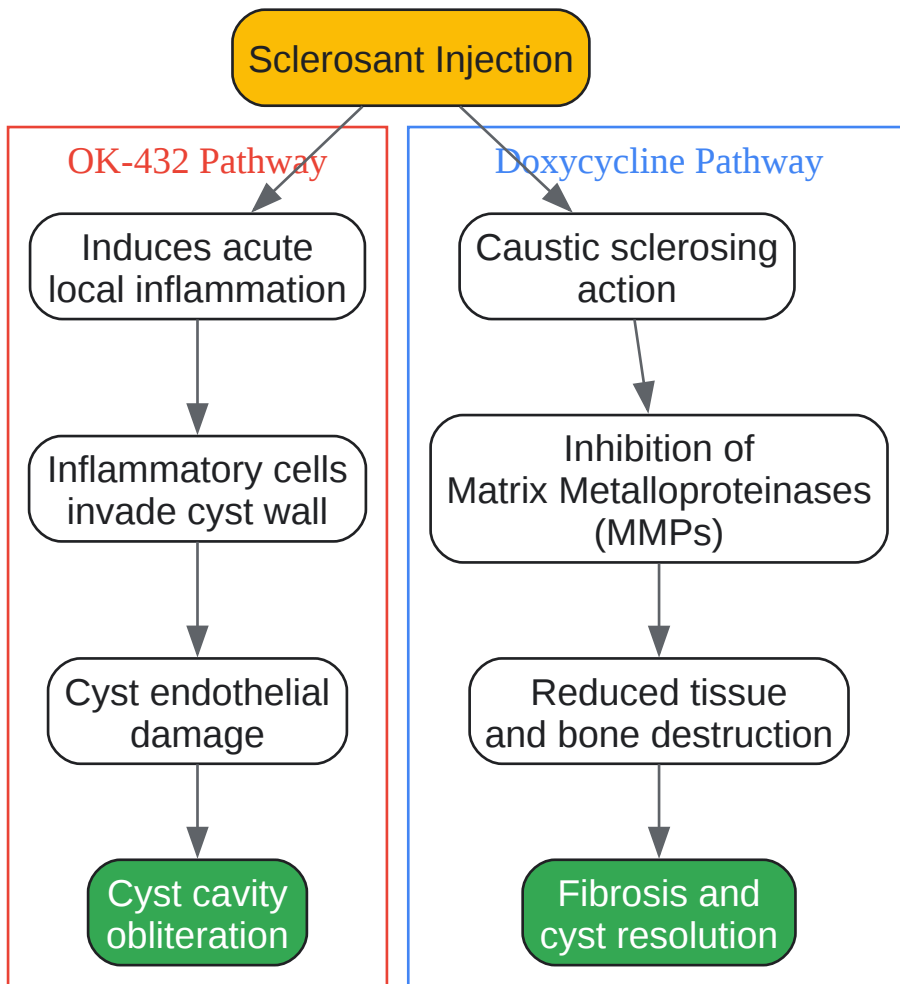 Sclerosant Injection
OK-432 Pathway
Induces acute
local inflammation
Inflammatory cells
invade cyst wall
Cyst endothelial
damage
Cyst cavity
obliteration
Doxycycline Pathway
Caustic sclerosing
action
Inhibition of
Matrix Metalloproteinases
(MMPs)
Reduced tissue
and bone destruction
Fibrosis and
cyst resolution